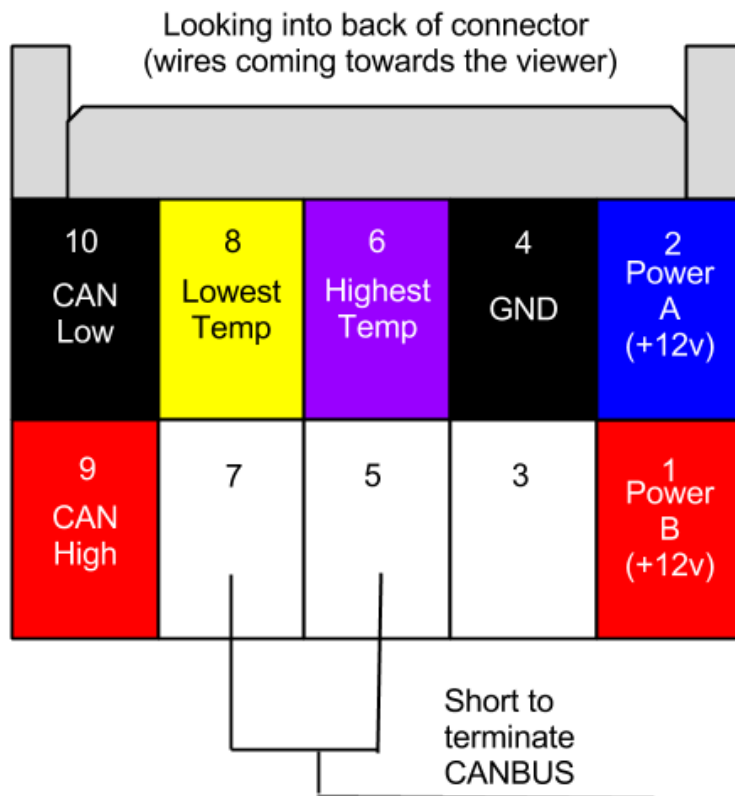 Looking into back of connector
(wires coming towards the viewer)
10
CAN
Low
8
Lowest
Temp
6
Highest
Temp
4
GND
2
Power
A
(+12v)
9
CAN
High
7
5
3
1
Power
B
(+12v)
Short to
terminate
CANBUS